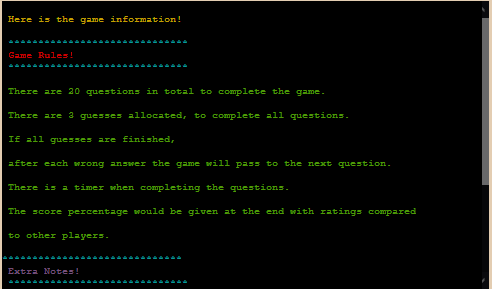 Here is the game information!
******************************
Game Rules!
******************************
There are 20 questions in total to complete the game.
There are 3 guesses allocated, to complete all questions.
If all guesses are finished,
after each wrong answer the game will pass to the next question.
There is a timer when completing the questions.
The score percentage would be given at the end with ratings compared
to other players.
******************************
Extra Notes!
******************************